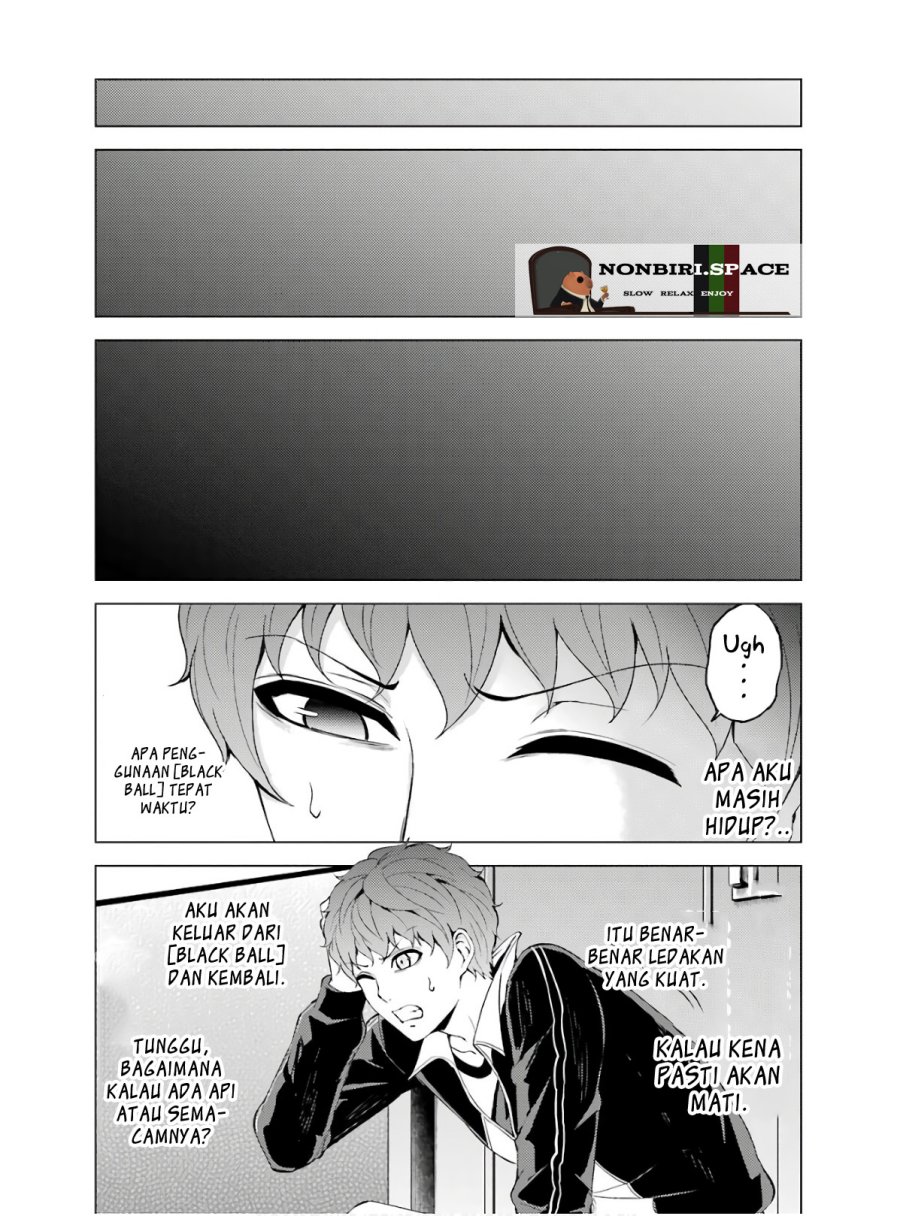 NONBIRI.SPACE
SLOW RELAX ENJOY
Ugh
...
APA AKU
MASIH
HIDUP?..
APA PENG-
GUNAAN [BLACK
BALL] TEPAT
WAKTU?
ITU BENAR-
BENAR LEDAKAN
YANG KUAT.
KALAU KENA
PASTI AKAN
MATI.
AKU AKAN
KELUAR DARI
[BLACK BALL]
DAN KEMBALI.
TUNGGU,
BAGAIMANA
KALAU ADA API
ATAU SEMA-
CAMNYA?